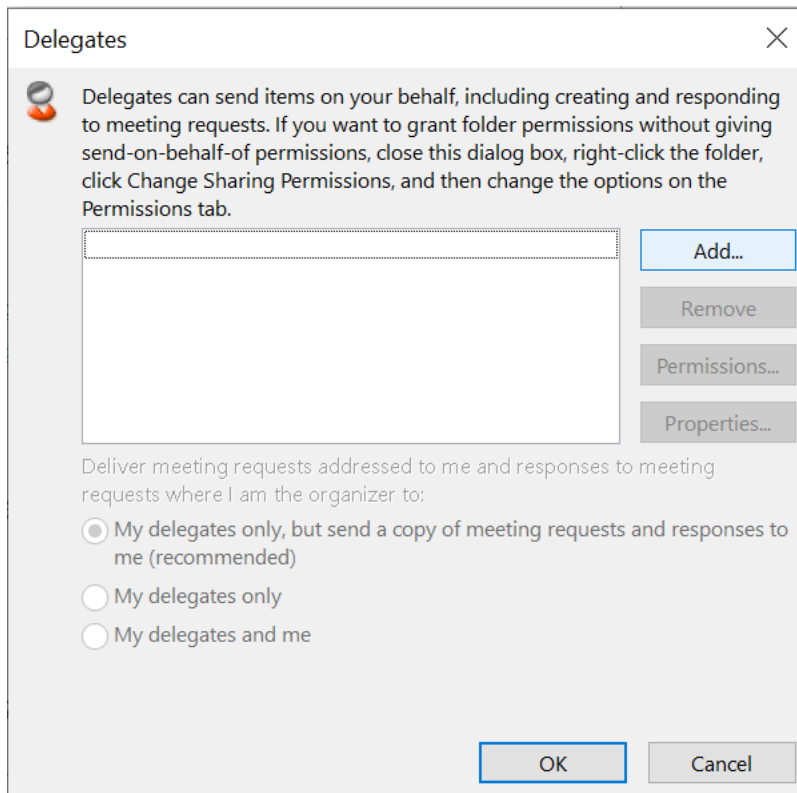 Delegates
Delegates can send items on your behalf, including creating and responding
to meeting requests. If you want to grant folder permissions without giving
send-on-behalf-of permissions, close this dialog box, right-click the folder,
click Change Sharing Permissions, and then change the options on the
Permissions tab.
Add...
Remove
Permissions...
Properties...
Deliver meeting requests addressed to me and responses to meeting
requests where I am the organizer to:
My delegates only, but send a copy of meeting requests and responses to
me (recommended)
My delegates only
My delegates and me
OK
Cancel